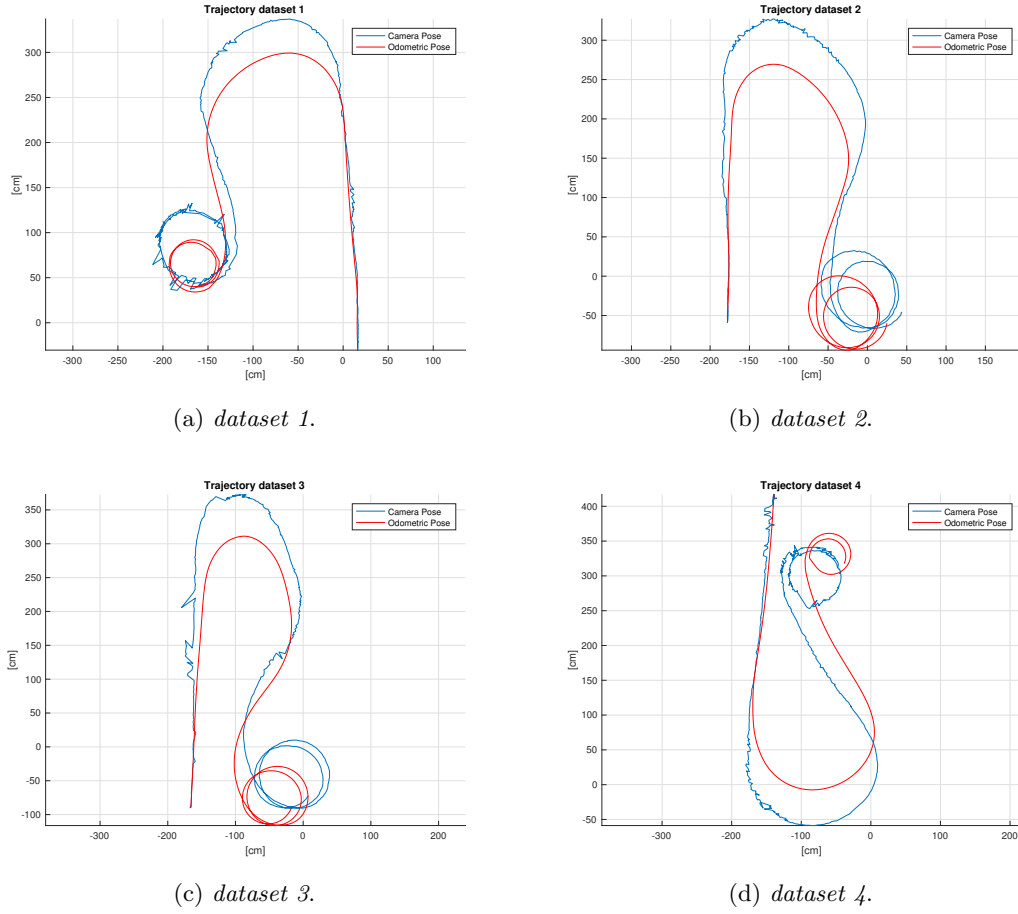 Trajectory dataset 1
Camera Pose
Odometric Pose
300
250
200
150
100
50
0
[cm]
-300 -250 -200 -150 -100 -50 0 50 100
[cm]
(a) dataset 1.
Trajectory dataset 2
Camera Pose
Odometric Pose
300
250
200
150
100
50
0
-50
[cm]
-300 -250 -200 -150 -100 -50 0 50 100 150
[cm]
(b) dataset 2.
Trajectory dataset 3
Camera Pose
Odometric Pose
350
300
250
200
150
100
50
0
-50
-100
[cm]
-300 -200 -100 0 100 200
[cm]
(c) dataset 3.
Trajectory dataset 4
Camera Pose
Odometric Pose
400
350
300
250
200
150
100
50
0
-50
[cm]
-300 -200 -100 0 100 200
[cm]
(d) dataset 4.